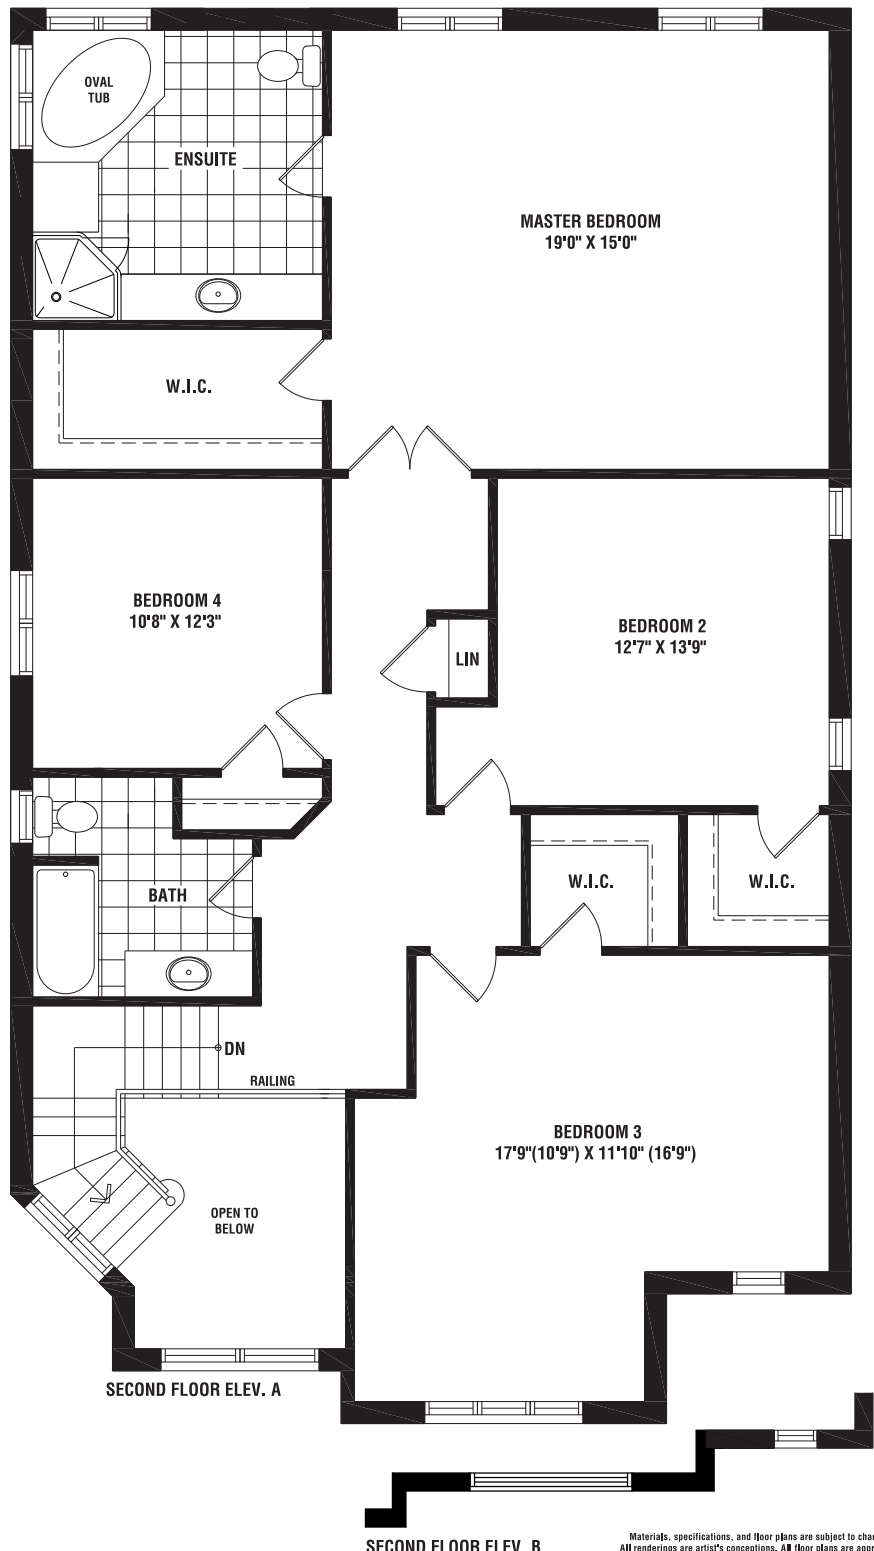 OVAL
TUB
ENSUITE
MASTER BEDROOM
19'0" X 15'0"
W.I.C.
BEDROOM 4
10'8" X 12'3"
BEDROOM 2
12'7" X 13'9"
LIN
W.I.C.
W.I.C.
BATH
DN
RAILING
BEDROOM 3
17'9"(10'9") X 11'10" (16'9")
OPEN TO
BELOW
SECOND FLOOR ELEV. A
SECOND FLOOR ELEV. B
Materials, specifications, and floor plans are subject to
All renderings are artist's conceptions. All floor plans are